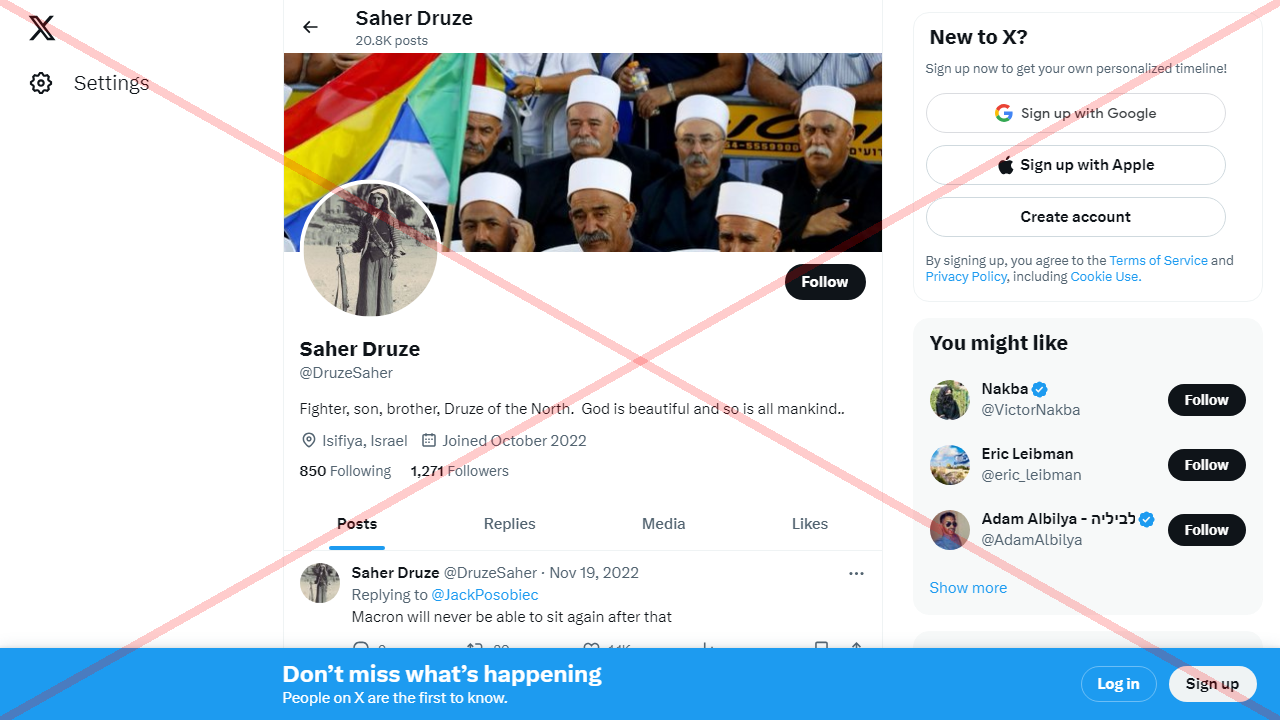 Settings
Saher Druze
20.8K posts
4-5559900
Follow
Saher Druze
@DruzeSaher
Fighter, son, brother, Druze of the North. God is beautiful and so is all mankind..
Isifiya, Israel Joined October 2022
850 Following 1,271 Followers
Posts Replies Media Likes
Saher Druze @DruzeSaher · Nov 19, 2022
Replying to @JackPosobiec
Macron will never be able to sit again after that
New to X?
Sign up now to get your own personalized timeline!
Sign up with Google
Sign up with Apple
Create account
By signing up, you agree to the Terms of Service and
Privacy Policy, including Cookie Use.
You might like
Nakba
@VictorNakba
Follow
Eric Leibman
@eric_leibman
Follow
Adam Albilya - לביליה
@AdamAlbilya
Follow
Show more
Don’t miss what’s happening
People on X are the first to know.
Log in
Sign up